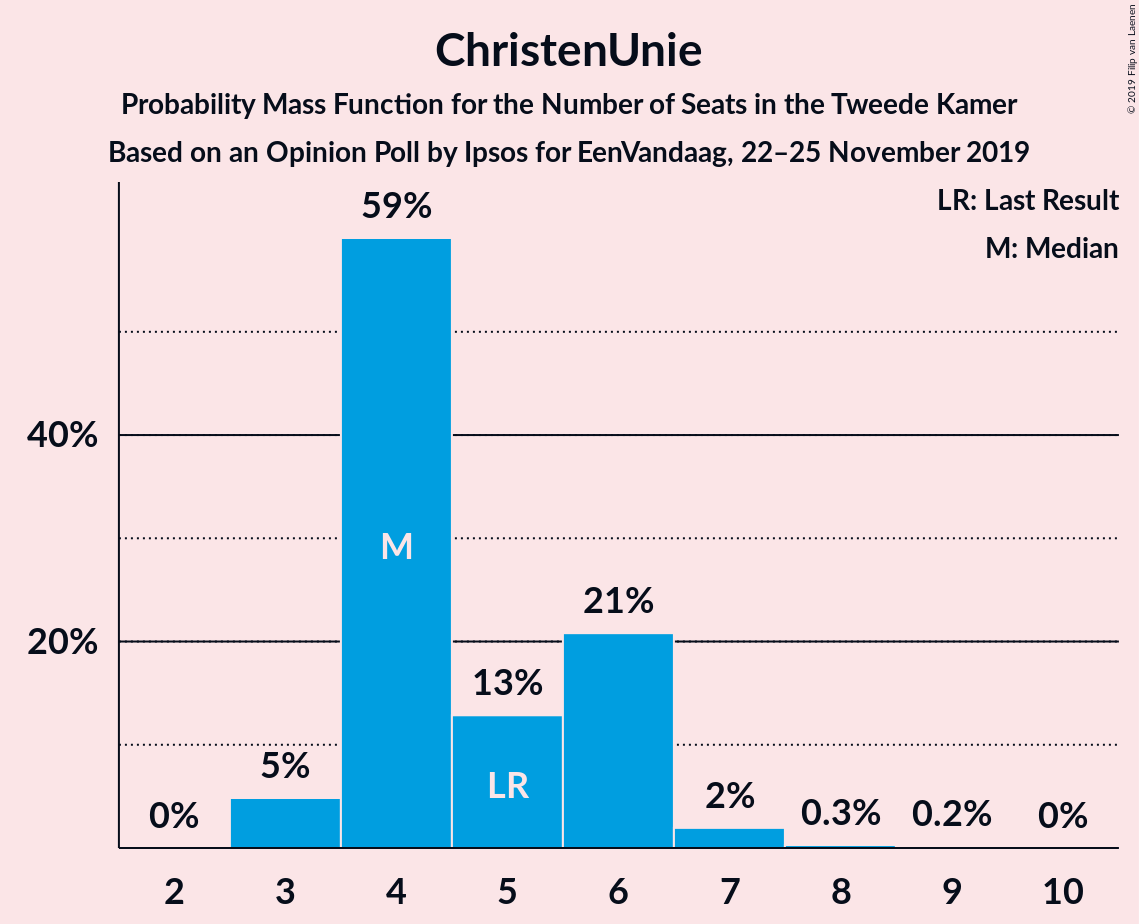 ChristenUnie
Probability Mass Function for the Number of Seats in the Tweede Kamer
Based on an Opinion Poll by Ipsos for EenVandaag, 22–25 November 2019
© 2019 Filip van Laenen
LR: Last Result
M: Median
59%
40%
M
21%
20%
13%
5%
LR
2%
0%
0.3%
0.2%
0%
2 3 4 5 6 7 8 9 10